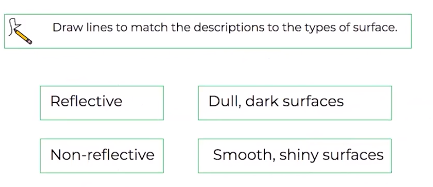 Draw lines to match the descriptions to the types of surface.
Reflective
Dull, dark surfaces
Non-reflective
Smooth, shiny surfaces